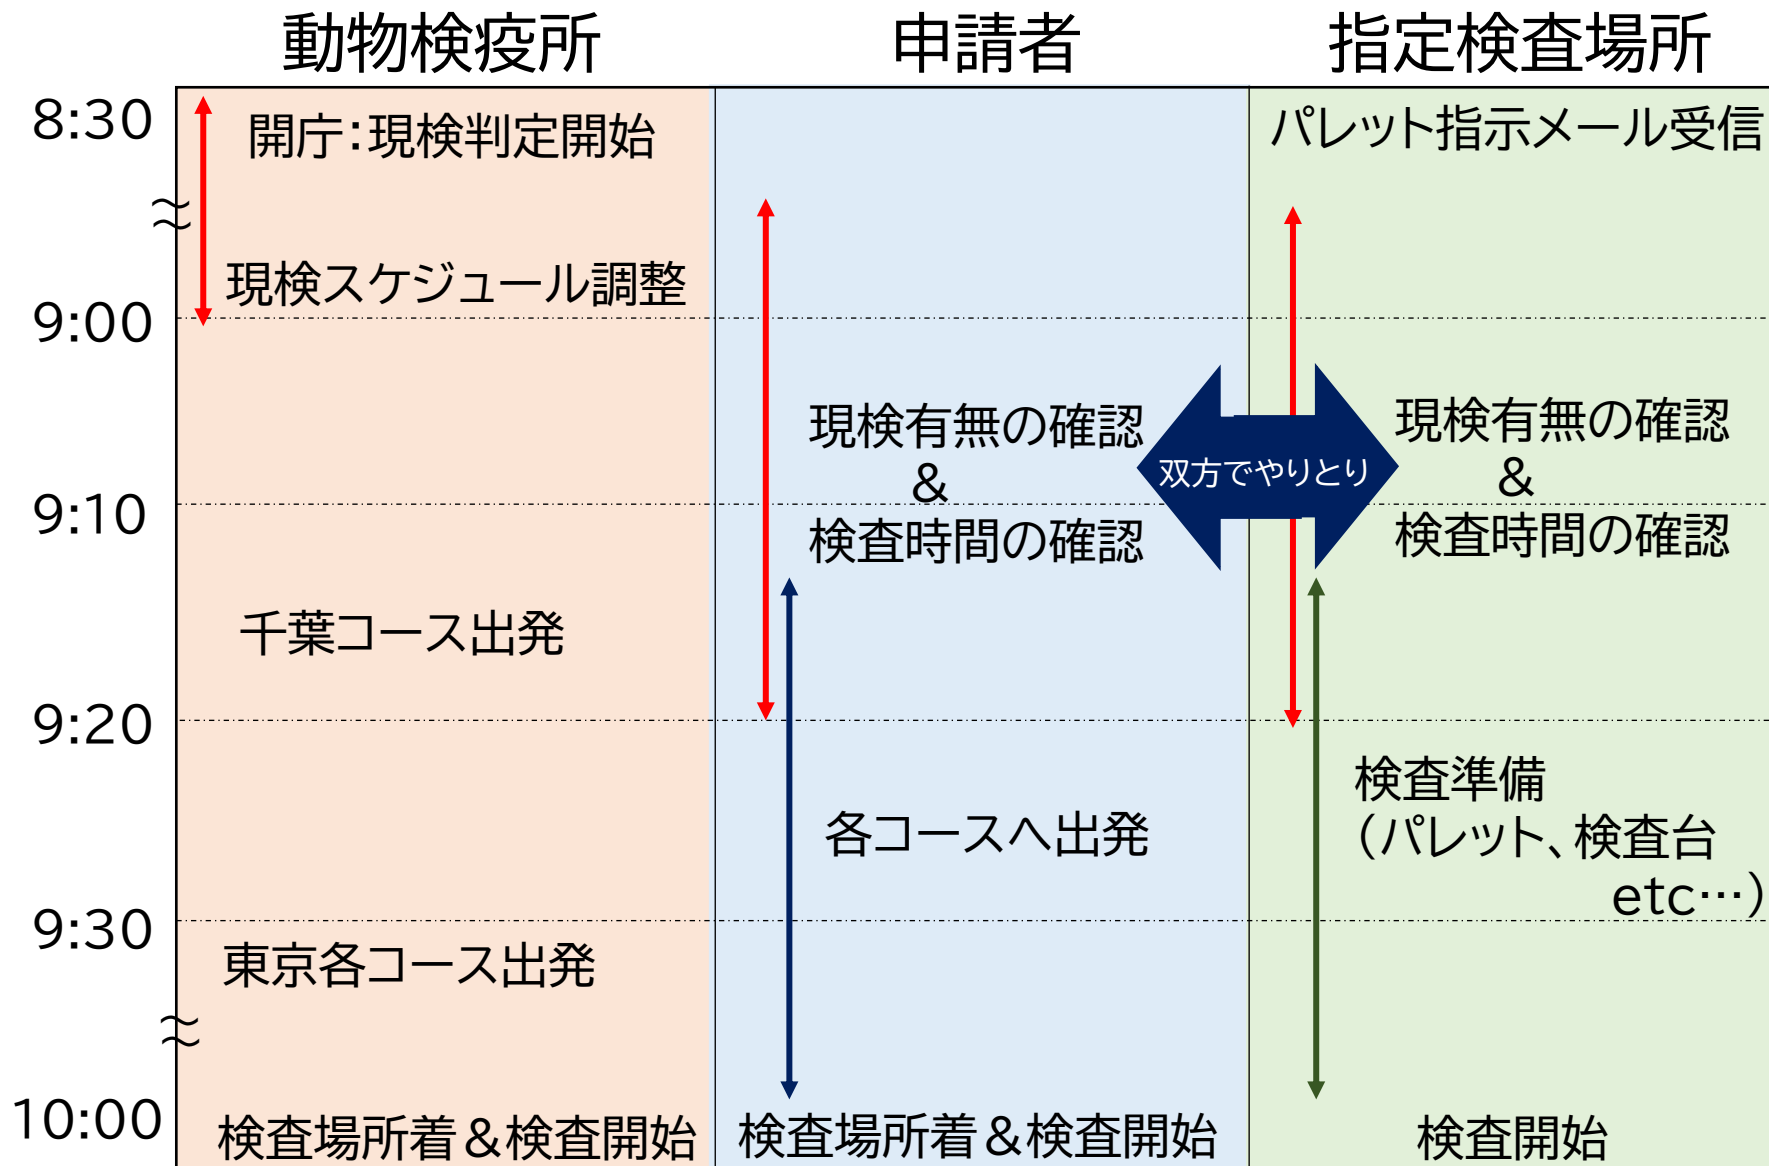 動物検疫所
申請者
指定検査場所
8:30
開庁：現検判定開始
パレット指示メール受信
現検スケジュール調整
9:00
現検有無の確認
&
検査時間の確認
双方でやりとり
現検有無の確認
&
検査時間の確認
9:10
千葉コース出発
9:20
各コースへ出発
検査準備
（パレット、検査台
etc…）
9:30
東京各コース出発
10:00
検査場所着＆検査開始
検査場所着＆検査開始
検査開始